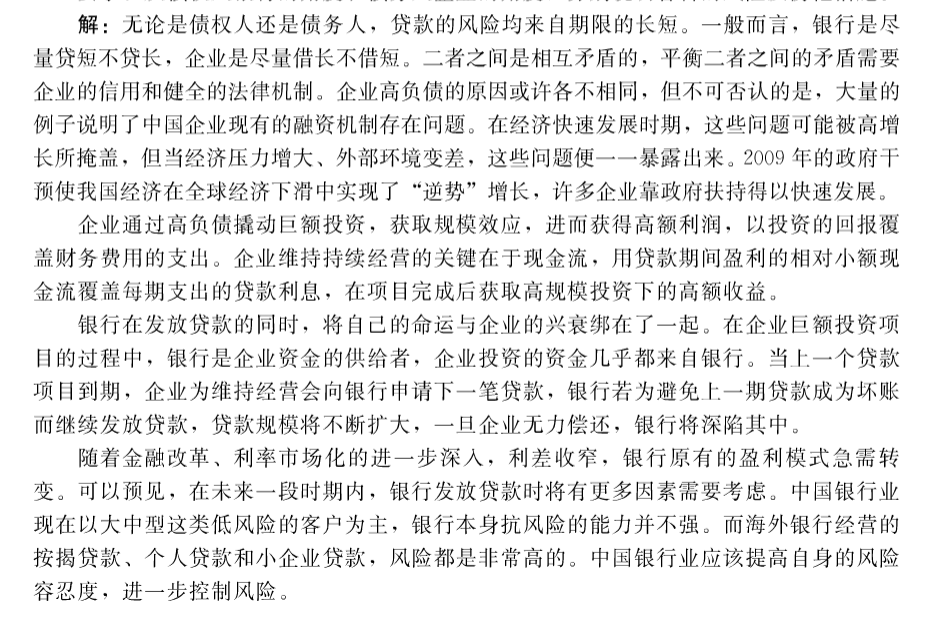 解：无论是债权人还是债务人，贷款的风险均来自期限的长短。一般而言，银行是尽
量贷短不贷长，企业是尽量借长不借短。二者之间是相互矛盾的，平衡二者之间的矛盾需要
企业的信用和健全的法律机制。企业高负债的原因或许各不相同，但不可否认的是，大量的
例子说明了中国企业现有的融资机制存在问题。在经济快速发展时期，这些问题可能被高增
长所掩盖，但当经济压力增大、外部环境变差，这些问题便一一暴露出来。2009 年的政府干
预使我国经济在全球经济下滑中实现了“逆势”增长，许多企业靠政府扶持得以快速发展。
企业通过高负债撬动巨额投资，获取规模效应，进而获得高额利润，以投资的回报覆
盖财务费用的支出。企业维持持续经营的关键在于现金流，用贷款期间盈利的相对小额现
金流覆盖每期支出的贷款利息，在项目完成后获取高规模投资下的高额收益。
银行在发放贷款的同时，将自己的命运与企业的兴衰绑在了一起。在企业巨额投资项
目的过程中，银行是企业资金的供给者，企业投资的资金几乎都来自银行。当上一个贷款
项目到期，企业为维持经营会向银行申请下一笔贷款，银行若为避免上一期贷款成为坏账
而继续发放贷款，贷款规模将不断扩大，一旦企业无力偿还，银行将深陷其中。
随着金融改革、利率市场化的进一步深入，利差收窄，银行原有的盈利模式急需转
变。可以预见，在未来一段时期内，银行发放贷款时将有更多因素需要考虑。中国银行业
现在以大中型这类低风险的客户为主，银行本身抗风险的能力并不强。而海外银行经营的
按揭贷款、个人贷款和小企业贷款，风险都是非常高的。中国银行业应该提高自身的风险
容忍度，进一步控制风险。